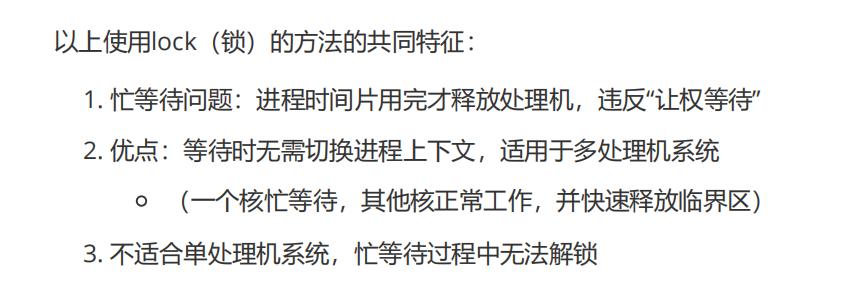 以上使用lock（锁）的方法的共同特征：
1. 忙等待问题：进程时间片用完才释放处理机，违反“让权等待”
2. 优点：等待时无需切换进程上下文，适用于多处理机系统
○ （一个核忙等待，其他核正常工作，并快速释放临界区）
3. 不适合单处理机系统，忙等待过程中无法解锁